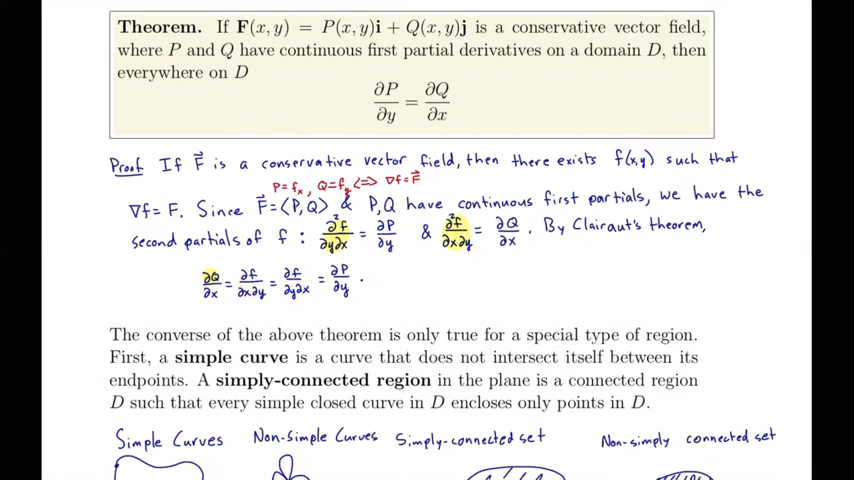 Theorem. If F(x, y) = P(x, y)i + Q(x, y)j is a conservative vector field,
where P and Q have continuous first partial derivatives on a domain D, then
everywhere on D
∂P/∂y = ∂Q/∂x
Proof If F⃗ is a conservative vector field, then there exists f(x,y) such that
P=fₓ, Q=f_y <=> ∇f=F⃗
∇f=F. Since F⃗=⟨P,Q⟩ & P,Q have continuous first partials, we have the
second partials of f: ∂²f/∂y∂x = ∂P/∂y & ∂²f/∂x∂y = ∂Q/∂x. By Clairaut's theorem,
∂Q/∂x = ∂f/∂x∂y = ∂f/∂y∂x = ∂P/∂y.
The converse of the above theorem is only true for a special type of region.
First, a simple curve is a curve that does not intersect itself between its
endpoints. A simply-connected region in the plane is a connected region
D such that every simple closed curve in D encloses only points in D.
Simple Curves Non-Simple Curves Simply-connected set Non-simply connected set